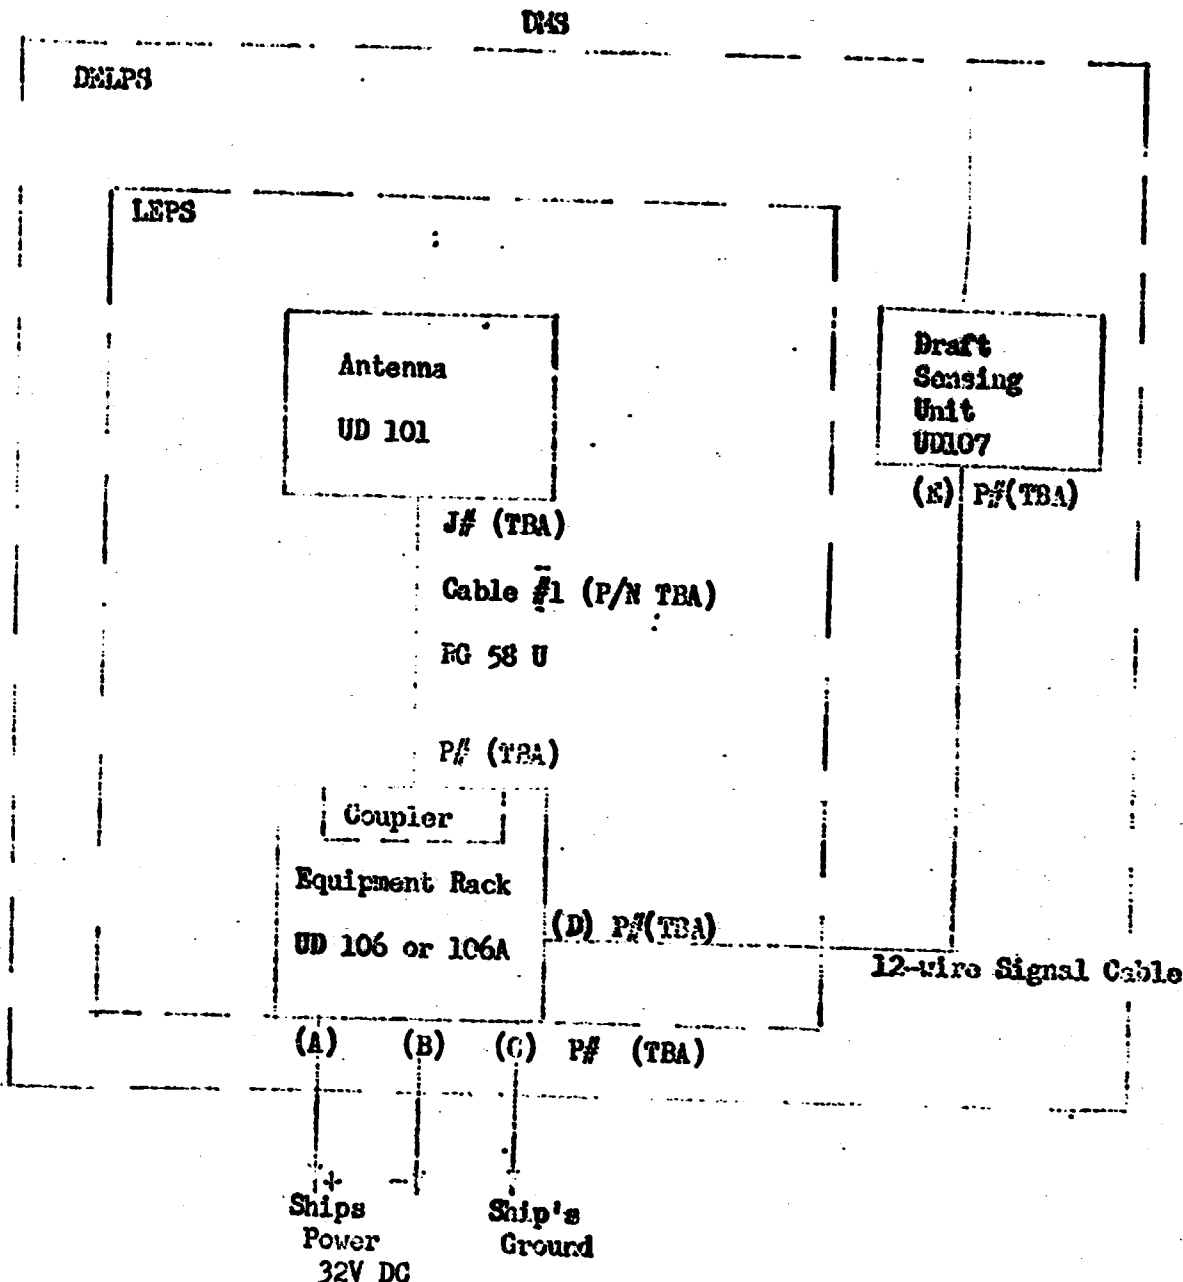 DMS
DELPS
LEPS
Antenna
UD 101
Draft
Sensing
Unit
UD107
(E) P#(TBA)
J# (TBA)
Cable #1 (P/N TBA)
RG 58 U
P# (TBA)
Coupler
Equipment Rack
UD 106 or 106A
(D) P#(TBA)
12-wire Signal Cable
(A) (B) (C) P# (TBA)
+ -
Ships
Power
32V DC
Ship's
Ground